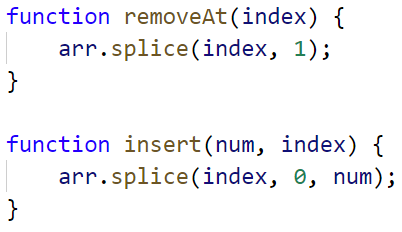 function removeAt(index) {
    arr.splice(index, 1);
}

function insert(num, index) {
    arr.splice(index, 0, num);
}